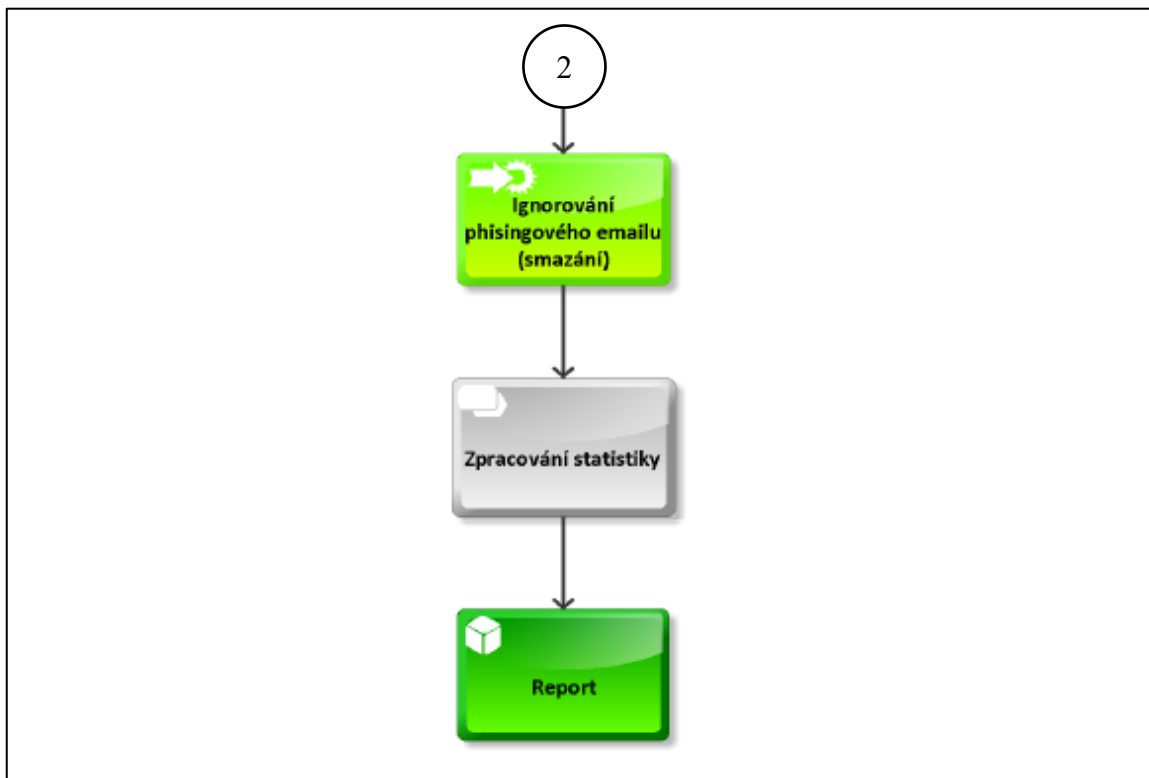 2
Ignorování
phisingového emailu
(smazání)
Zpracování statistiky
Report